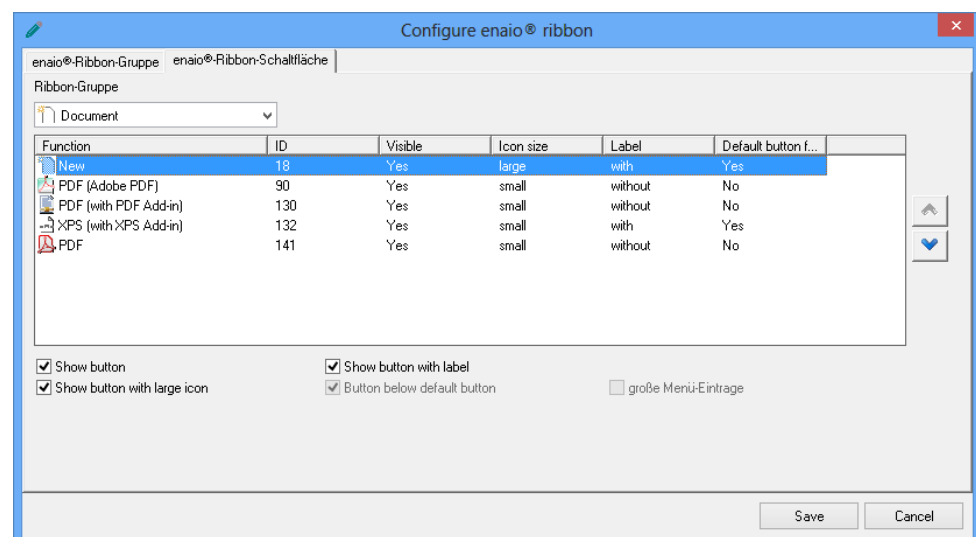 Configure enaio® ribbon
enaio®-Ribbon-Gruppe enaio®-Ribbon-Schaltfläche
Ribbon-Gruppe
Document
Function ID Visible Icon size Label Default button f...
New 18 Yes large with Yes
PDF (Adobe PDF) 90 Yes small without No
PDF (with PDF Add-in) 130 Yes small without No
XPS (with XPS Add-in) 132 Yes small with Yes
PDF 141 Yes small without No
Show button Show button with label
Show button with large icon Button below default button große Menü-Eintrage
Save Cancel